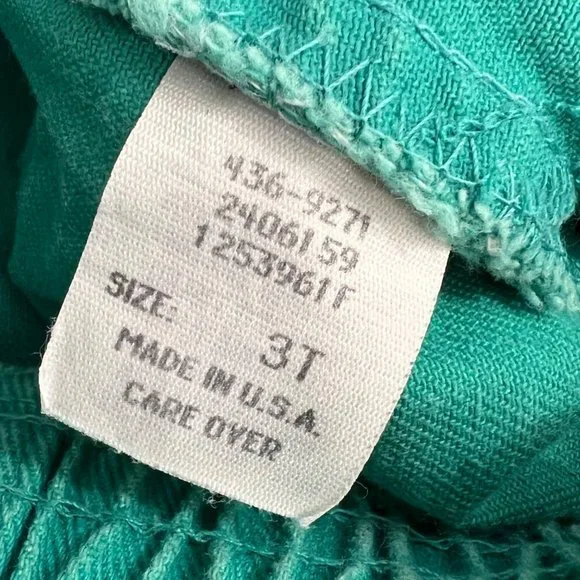 436-9271
2406159
1253961F
SIZE: 3T
MADE IN U.S.A.
CARE OVER